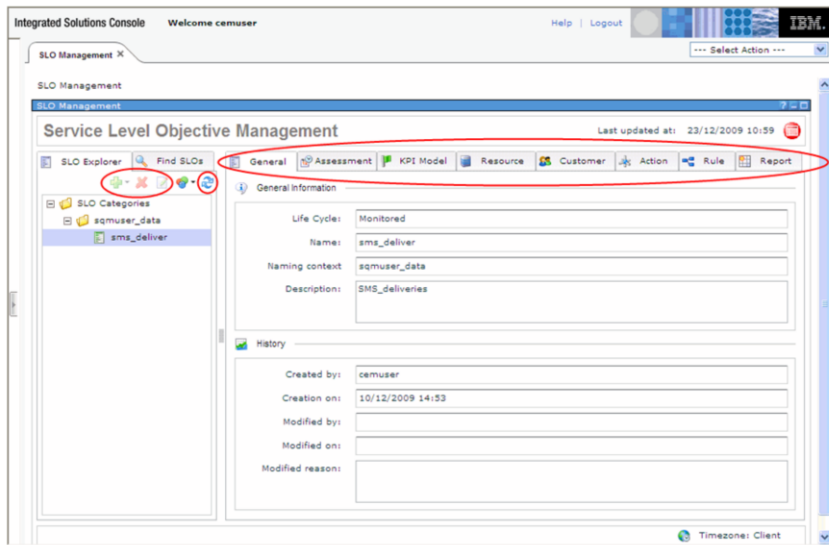 Integrated Solutions Console Welcome cemuser Help | Logout IBM.
SLO Management × --- Select Action ---
SLO Management
SLO Management
Service Level Objective Management Last updated at: 23/12/2009 10:59
SLO Explorer Find SLOs General Assessment KPI Model Resource Customer Action Rule Report
General Information
SLO Categories
sqmuser_data
sms_deliver
Life Cycle: Monitored
Name: sms_deliver
Naming context sqmuser_data
Description: SMS_deliveries
History
Created by: cemuser
Creation on: 10/12/2009 14:53
Modified by:
Modified on:
Modified reason:
Timezone: Client